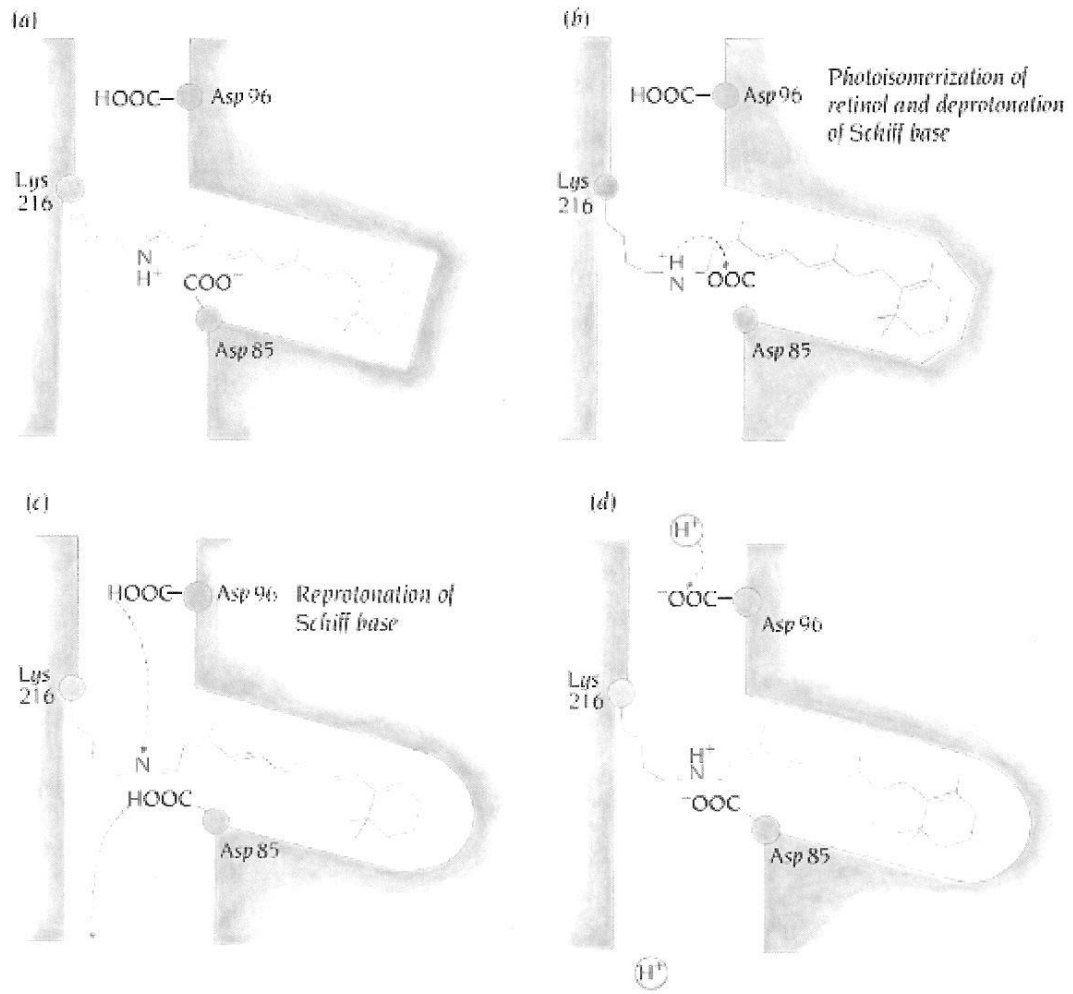 (a)
HOOC–
Asp 96
Lys
216
N
H⁺
COO⁻
Asp 85
(b)
HOOC–
Asp 96
Photoisomerization of
retinol and deprotonation
of Schiff base
Lys
216
⁺H
N
⁻OOC
Asp 85
(c)
HOOC–
Asp 96
Reprotonation of
Schiff base
Lys
216
N
HOOC
Asp 85
(d)
H⁺
⁻OOC–
Asp 96
Lys
216
H⁺
N
⁻OOC
Asp 85
H⁺